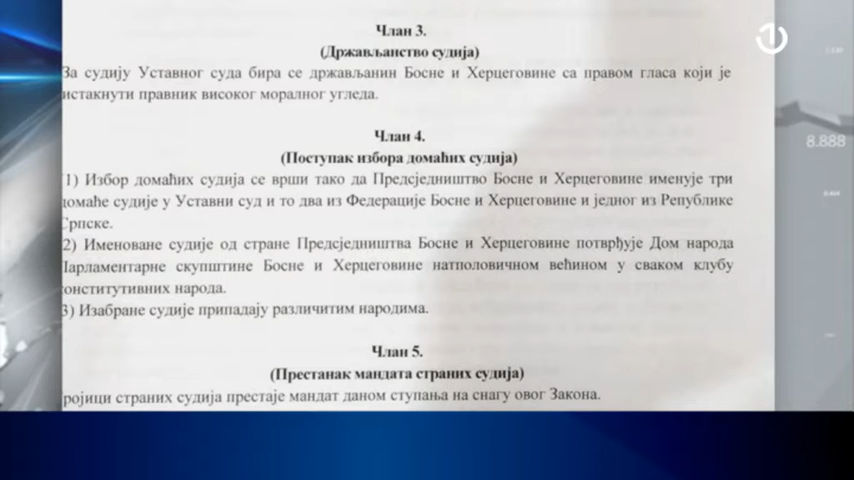 Члан 3.
(Држављанство судија)
За судију Уставног суда бира се држављанин Босне и Херцеговине са правом гласа који је
истакнути правник високог моралног угледа.
Члан 4.
(Поступак избора домаћих судија)
1) Избор домаћих судија се врши тако да Предсједништво Босне и Херцеговине именује три
домаће судије у Уставни суд и то два из Федерације Босне и Херцеговине и једног из Републике
Српске.
2) Именоване судије од стране Предсједништва Босне и Херцеговине потврђује Дом народа
Парламентарне скупштине Босне и Херцеговине натполовичном већином у сваком клубу
онститутивних народа.
3) Изабране судије припадају различитим народима.
Члан 5.
(Престанак мандата страних судија)
ројици страних судија престаје мандат даном ступања на снагу овог Закона.
1
8.888